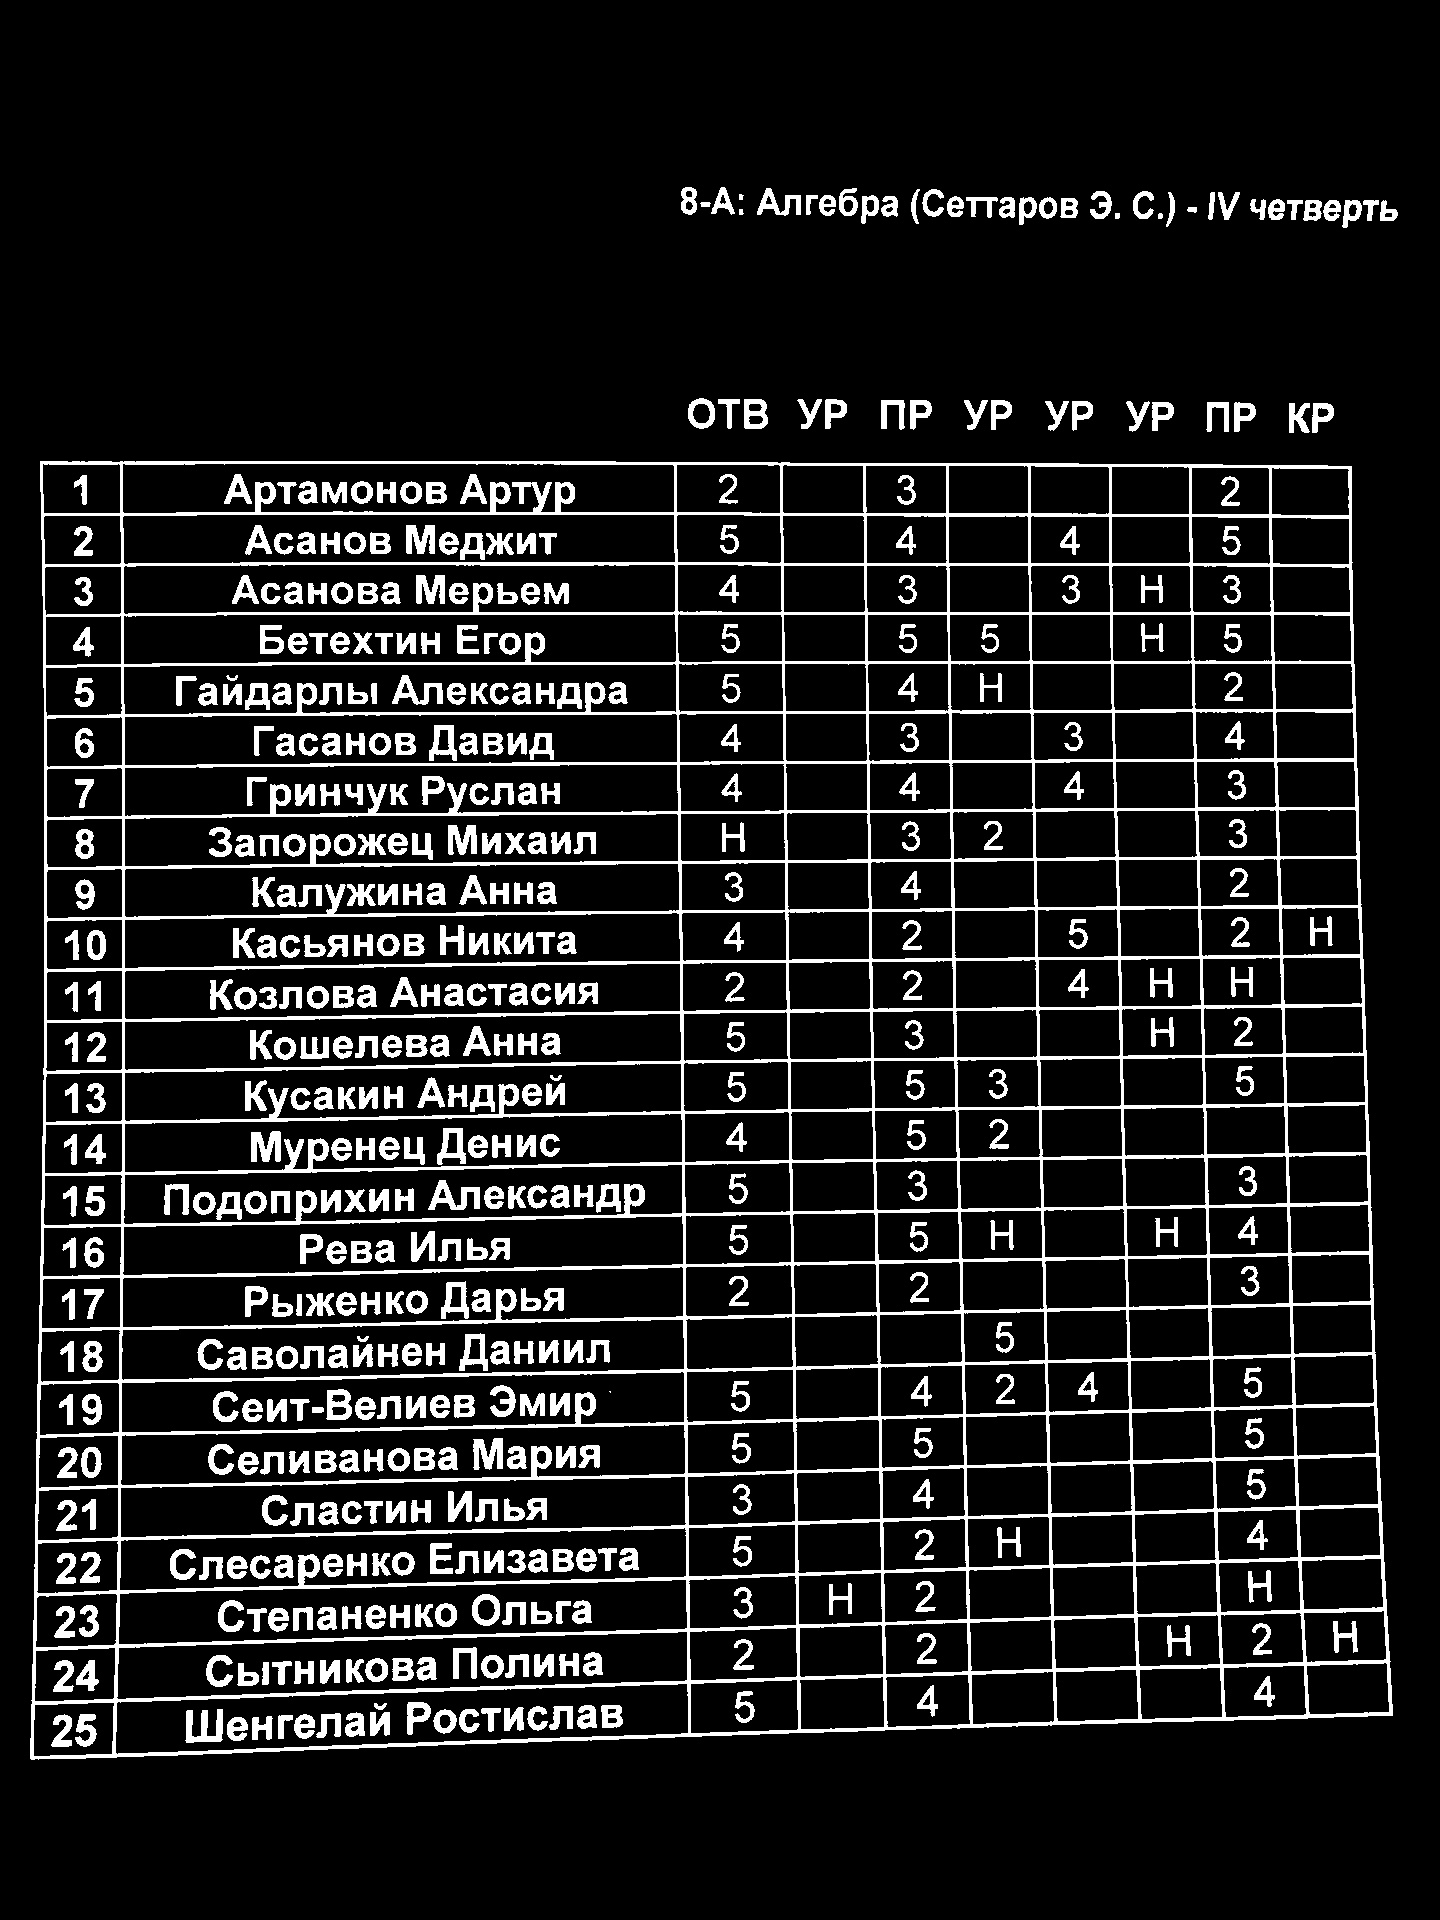 8-А: Алгебра (Сеттаров Э. С.) - IV четверть
ОТВ УР ПР УР УР УР ПР КР
1 Артамонов Артур 2 3 2
2 Асанов Меджит 5 4 4 5
3 Асанова Мерьем 4 3 3 Н 3
4 Бетехтин Егор 5 5 5 Н 5
5 Гайдарлы Александра 5 4 Н 2
6 Гасанов Давид 4 3 3 4
7 Гринчук Руслан 4 4 4 3
8 Запорожец Михаил Н 3 2 3
9 Калужина Анна 3 4 2
10 Касьянов Никита 4 2 5 2 Н
11 Козлова Анастасия 2 2 4 Н Н
12 Кошелева Анна 5 3 Н 2
13 Кусакин Андрей 5 5 3 5
14 Муренец Денис 4 5 2
15 Подоприхин Александр 5 3 3
16 Рева Илья 5 5 Н Н 4
17 Рыженко Дарья 2 2 3
18 Саволайнен Даниил 5
19 Сеит-Велиев Эмир 5 4 2 4 5
20 Селиванова Мария 5 5 5
21 Сластин Илья 3 4 5
22 Слесаренко Елизавета 5 2 Н 4
23 Степаненко Ольга 3 Н 2 Н
24 Сытникова Полина 2 2 Н 2 Н
25 Шенгелай Ростислав 5 4 4